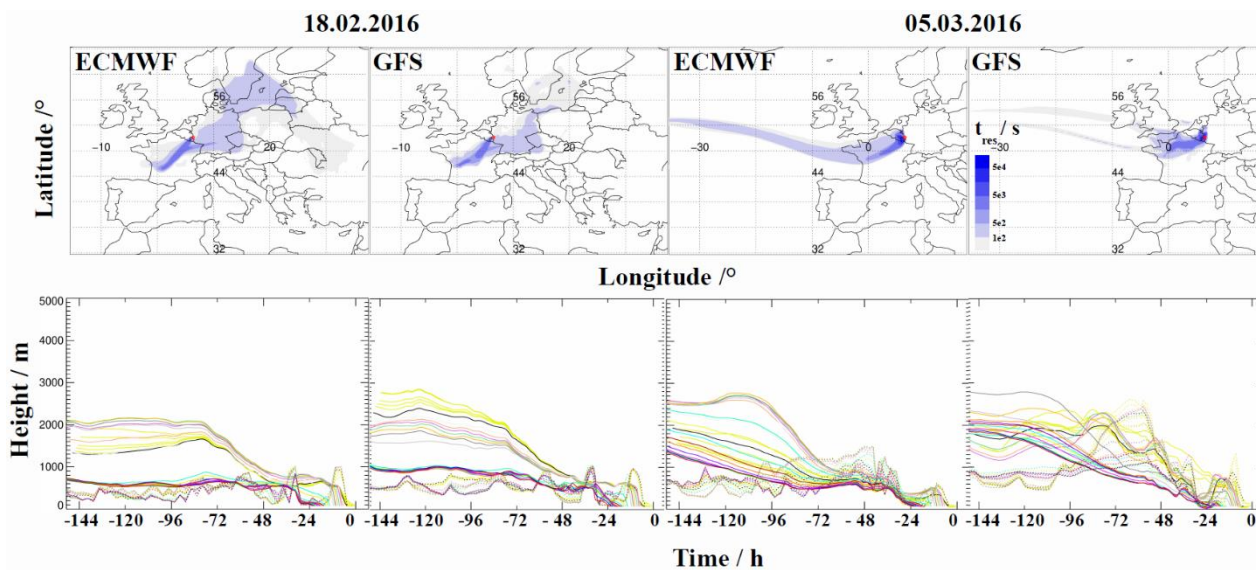 18.02.2016 05.03.2016
ECMWF GFS ECMWF GFS
56 56 56 56
t_res / s
-10 20 -10 20 -30 0 -30 0
5e4
5e3
44 44 44 44
5e2
1e2
32 32 32 32
Latitude /°
Longitude /°
5000
4000
3000
2000
1000
0
Height / m
-144 -120 -96 -72 -48 -24 0 -144 -120 -96 -72 -48 -24 0 -144 -120 -96 -72 -48 -24 0 -144 -120 -96 -72 -48 -24 0
Time / h